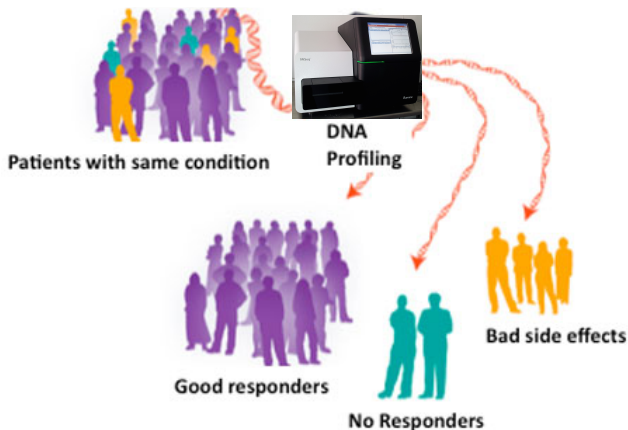 Patients with same condition
DNA
Profiling
Good responders
No Responders
Bad side effects